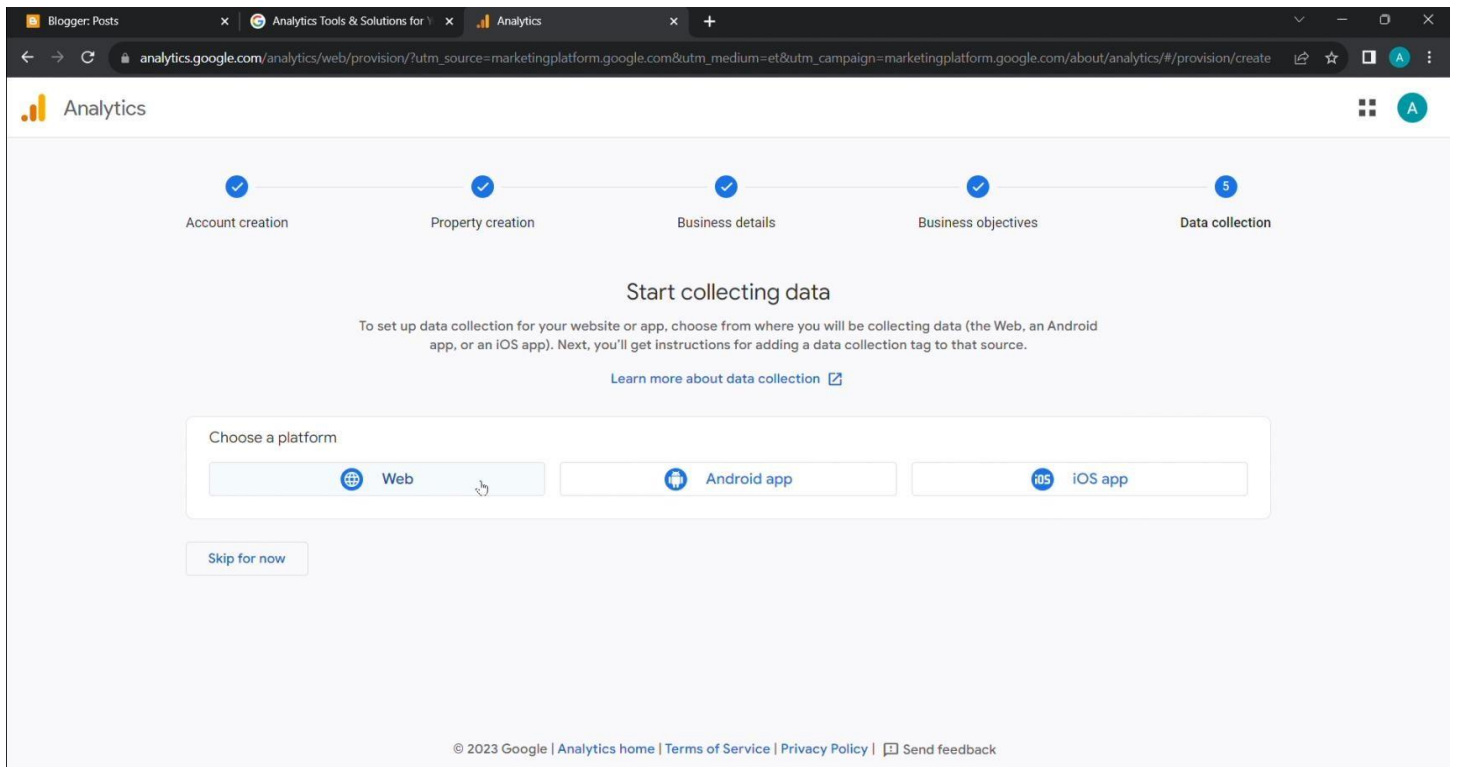 Blogger: Posts
Analytics Tools & Solutions for Y
Analytics
analytics.google.com/analytics/web/provision/?utm_source=marketingplatform.google.com&utm_medium=et&utm_campaign=marketingplatform.google.com/about/analytics/#/provision/create
A
Analytics
A
5
Account creation
Property creation
Business details
Business objectives
Data collection
Start collecting data
To set up data collection for your website or app, choose from where you will be collecting data (the Web, an Android
app, or an iOS app). Next, you'll get instructions for adding a data collection tag to that source.
Learn more about data collection
Choose a platform
Web
Android app
iOS iOS app
Skip for now
© 2023 Google | Analytics home | Terms of Service | Privacy Policy | Send feedback